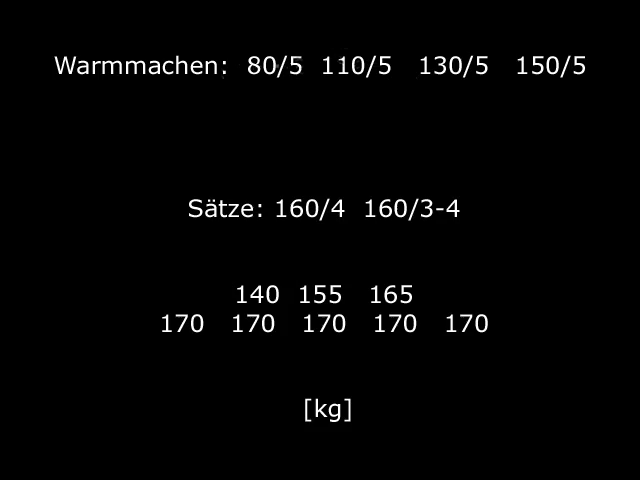 Warmmachen: 80/5 110/5 130/5 150/5
Sätze: 160/4 160/3-4
140 155 165
170 170 170 170 170
[kg]